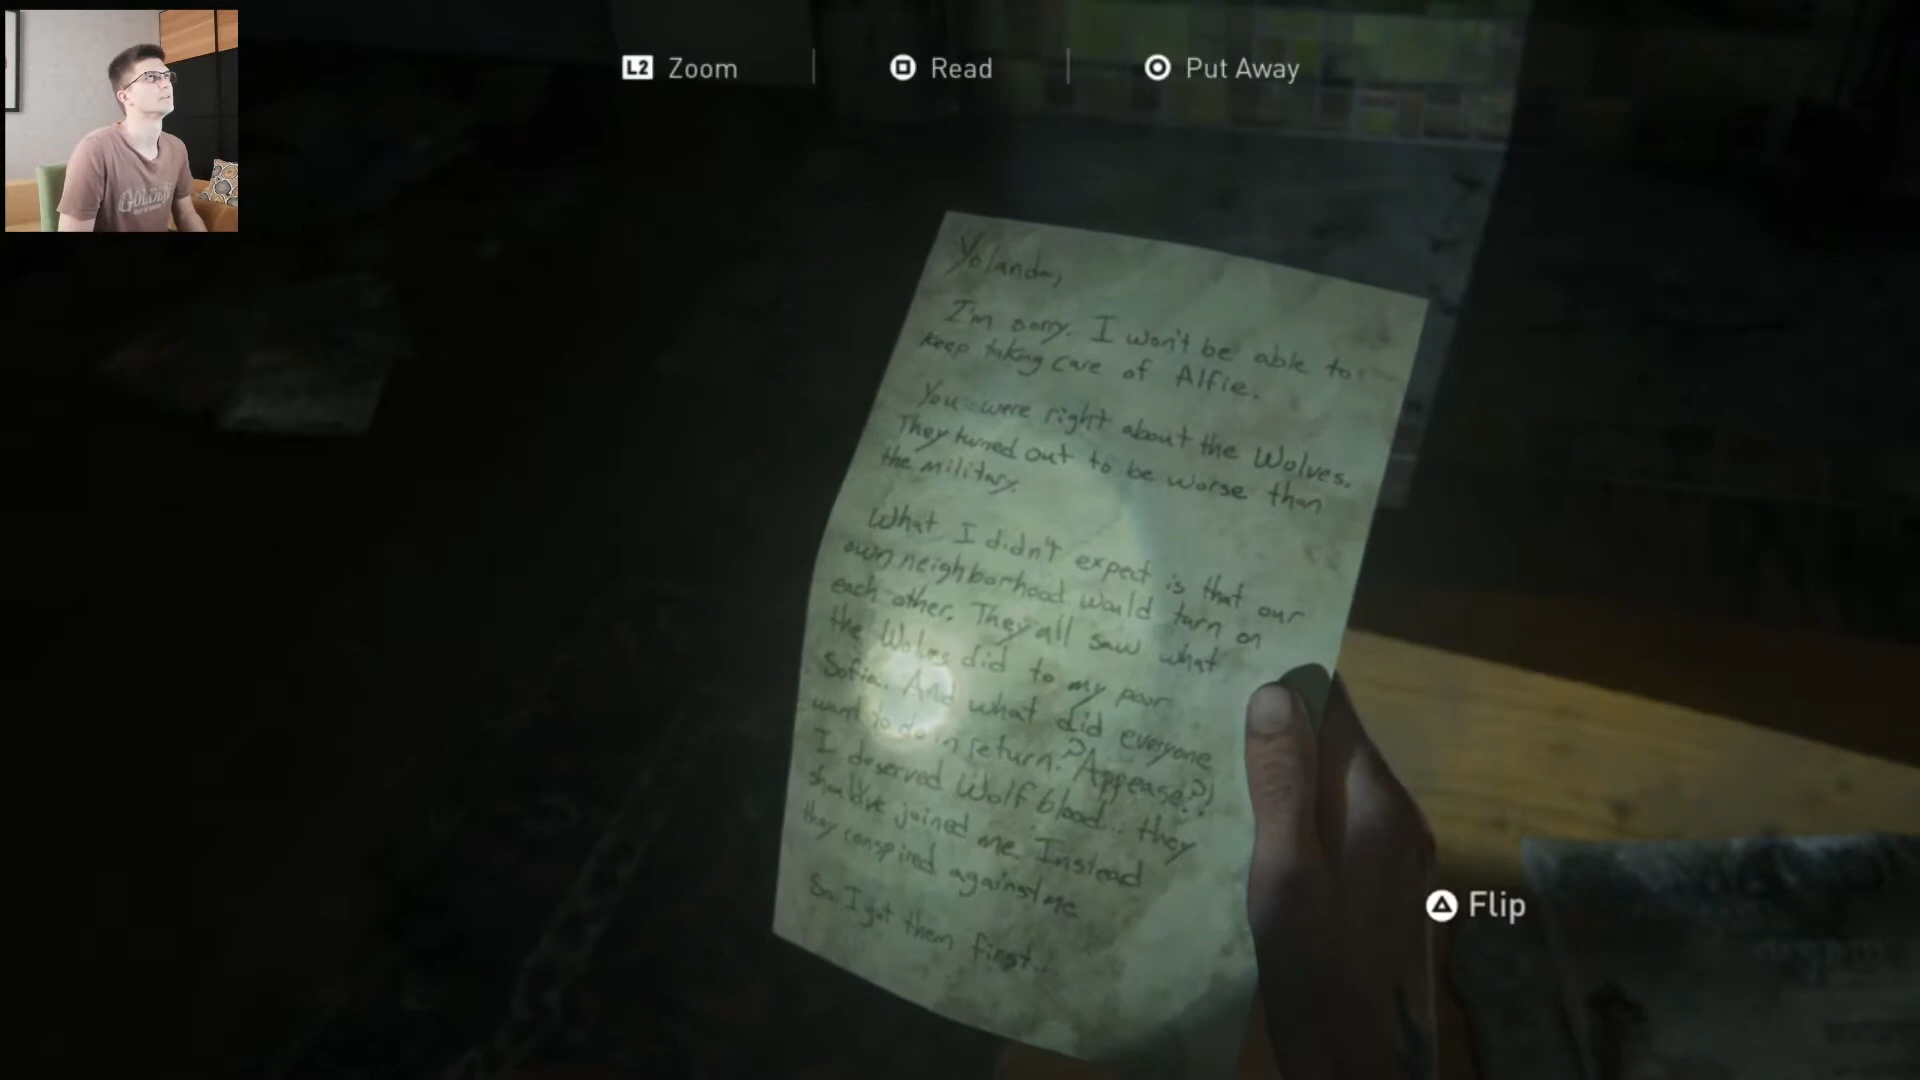 L2 Zoom
Read
Put Away
GOLDEN
Yolanda,
I'm sorry. I won't be able to
keep taking care of Alfie.
You were right about the Wolves.
They turned out to be worse than
the military.
What I didn't expect is that our
own neighborhood would turn on
each other. They all saw what
the Wolves did to my poor
Sofia. And what did everyone
want to do in return? Appease?!
I deserved Wolf blood... they
should've joined me. Instead
they conspired against me
So I got them first...
Flip